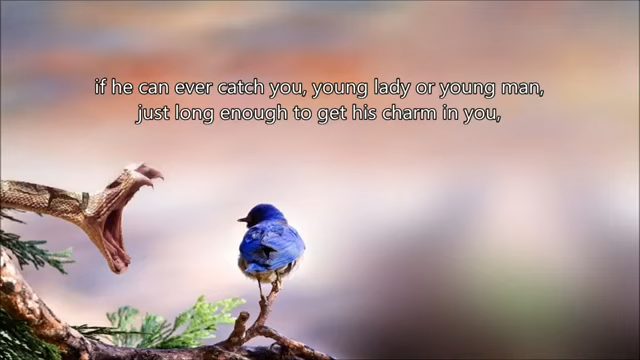 if he can ever catch you, young lady or young man,
just long enough to get his charm in you,